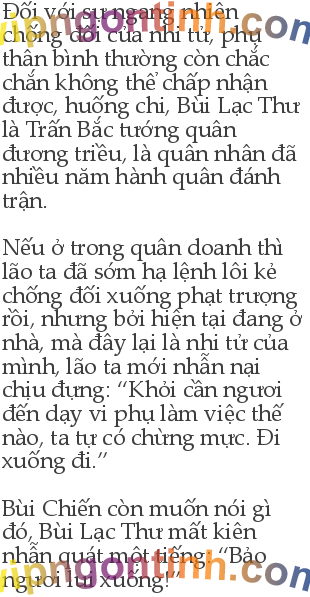 Đối với sự ngang nhiên
chống đối của nhi tử, phụ
thân bình thường còn chắc
chắn không thể chấp nhận
được, huống chi, Bùi Lạc Thư
là Trấn Bắc tướng quân
đương triều, là quân nhân đã
nhiều năm hành quân đánh
trận.
Nếu ở trong quân doanh thì
lão ta đã sớm hạ lệnh lôi kẻ
chống đối xuống phạt trượng
rồi, nhưng bởi hiện tại đang ở
nhà, mà đây lại là nhi tử của
mình, lão ta mới nhẫn nại
chịu đựng: “Khỏi cần ngươi
đến dạy vi phụ làm việc thế
nào, ta tự có chừng mực. Đi
xuống đi.”
Bùi Chiến còn muốn nói gì
đó, Bùi Lạc Thư mất kiên
nhẫn quát một tiếng: “Bảo
ngươi lui xuống!”
vipngontinh.com
vipngontinh.com